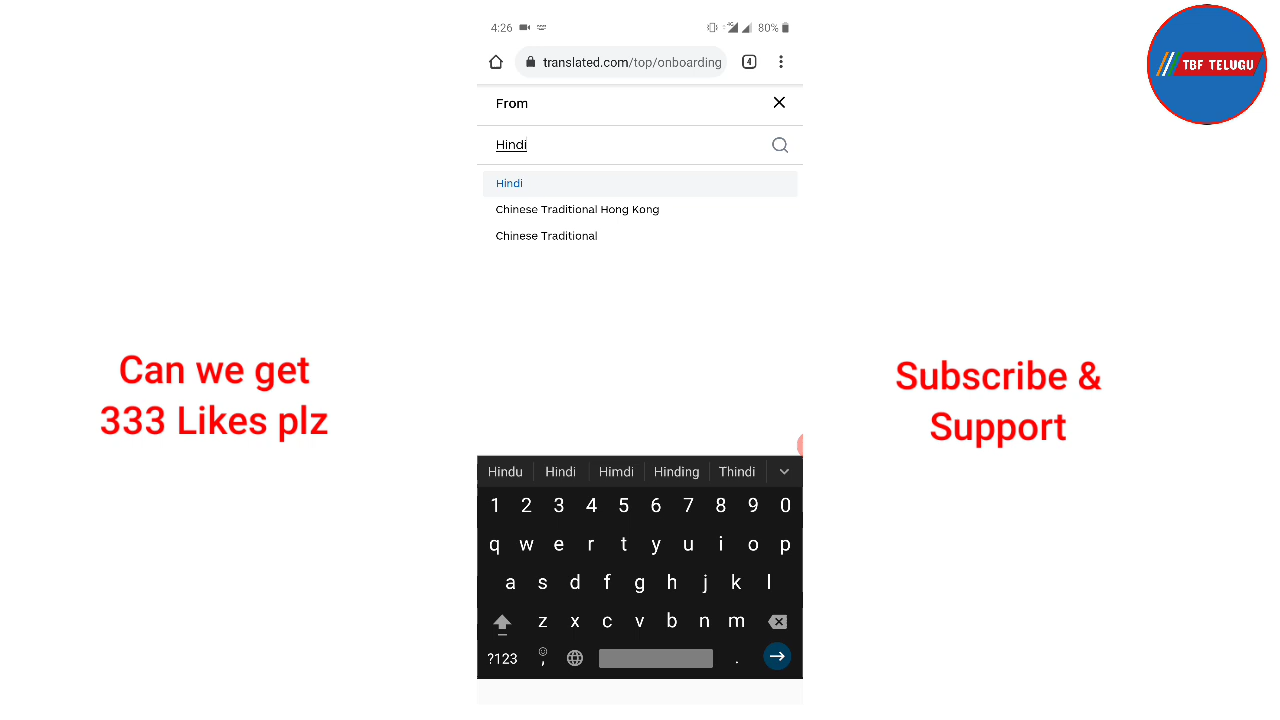 4:26
4G
80%
translated.com/top/onboarding
4
TBF TELUGU
From
Hindi
Hindi
Chinese Traditional Hong Kong
Chinese Traditional
Can we get
333 Likes plz
Subscribe &
Support
Hindu Hindi Himdi Hinding Thindi
1 2 3 4 5 6 7 8 9 0
q w e r t y u i o p
a s d f g h j k l
z x c v b n m
?123 , .